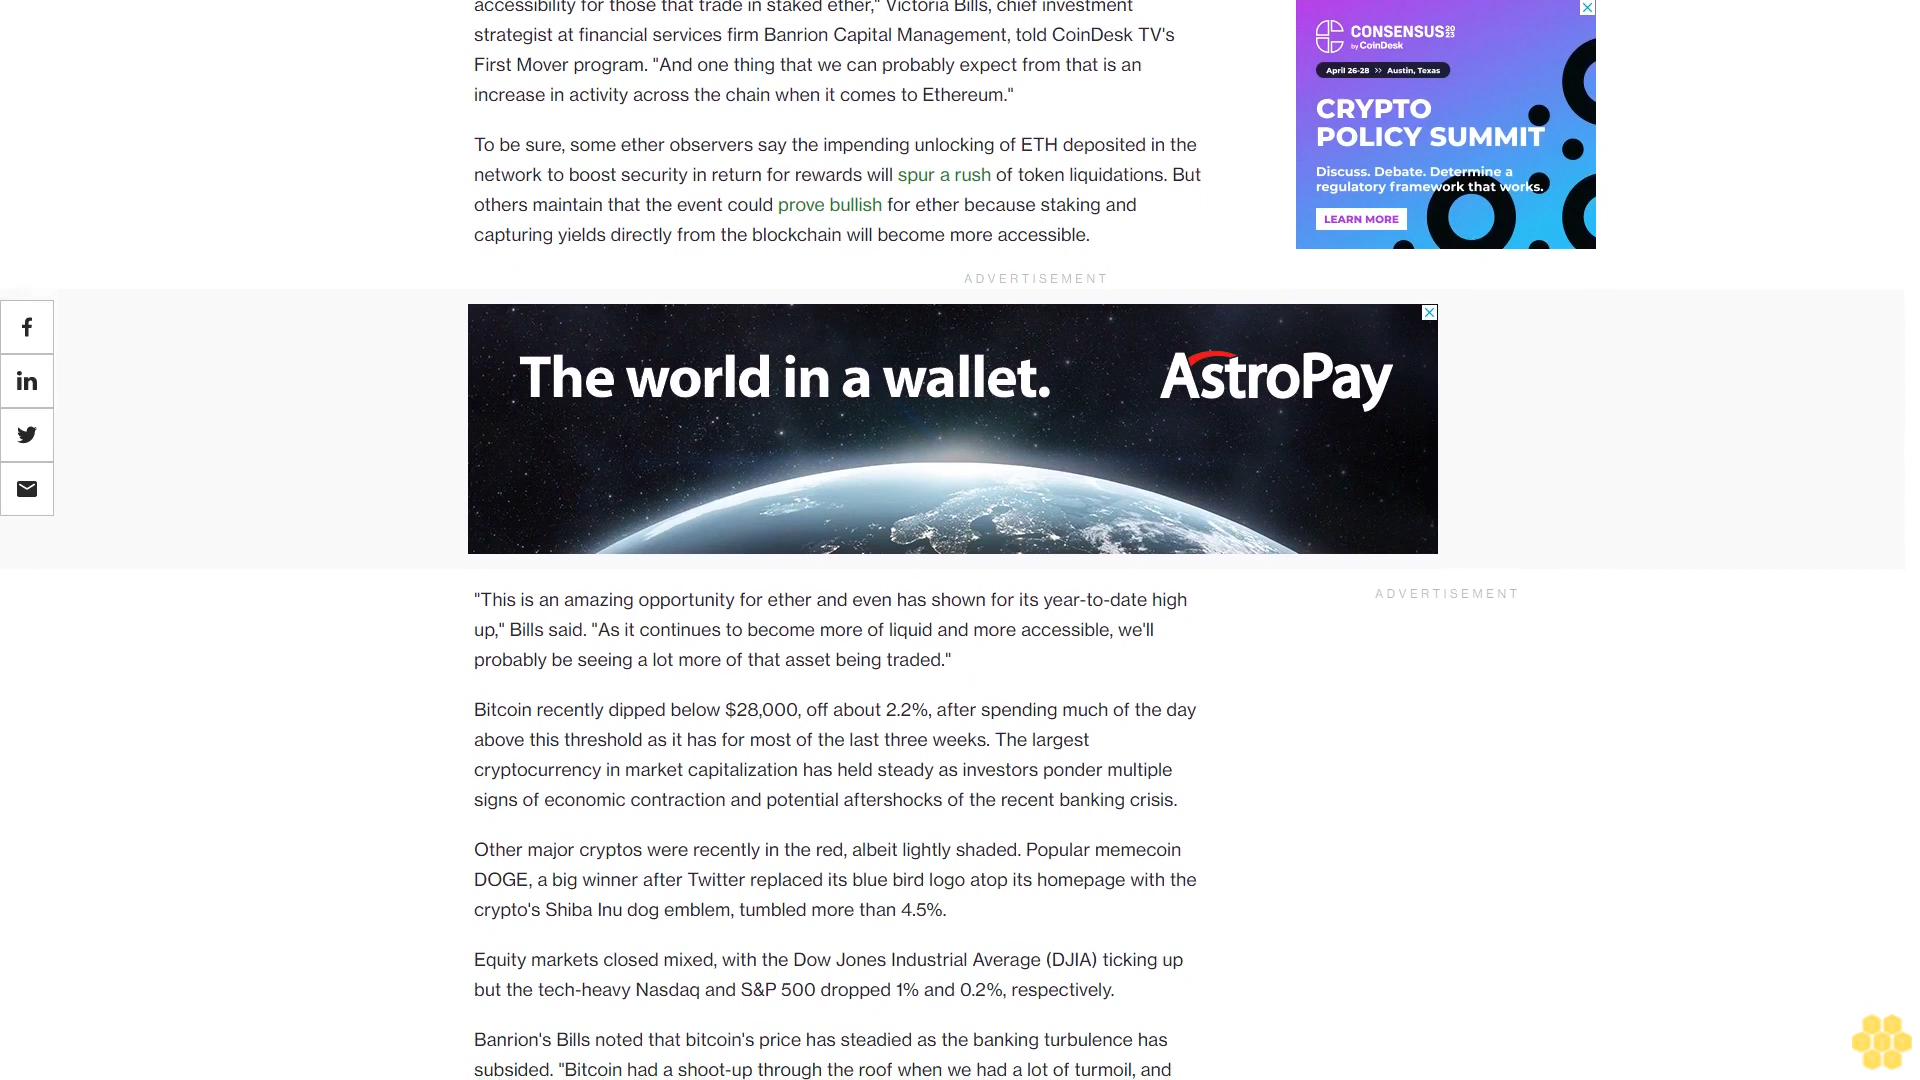 accessibility for those that trade in staked ether," Victoria Bills, chief investment
strategist at financial services firm Banrion Capital Management, told CoinDesk TV's
First Mover program. "And one thing that we can probably expect from that is an
increase in activity across the chain when it comes to Ethereum."
To be sure, some ether observers say the impending unlocking of ETH deposited in the
network to boost security in return for rewards will spur a rush of token liquidations. But
others maintain that the event could prove bullish for ether because staking and
capturing yields directly from the blockchain will become more accessible.
CONSENSUS 2023
by CoinDesk
April 26-28 >> Austin, Texas
CRYPTO
POLICY SUMMIT
Discuss. Debate. Determine a
regulatory framework that works.
LEARN MORE
ADVERTISEMENT
The world in a wallet.
AstroPay
"This is an amazing opportunity for ether and even has shown for its year-to-date high
up," Bills said. "As it continues to become more of liquid and more accessible, we'll
probably be seeing a lot more of that asset being traded."
ADVERTISEMENT
Bitcoin recently dipped below $28,000, off about 2.2%, after spending much of the day
above this threshold as it has for most of the last three weeks. The largest
cryptocurrency in market capitalization has held steady as investors ponder multiple
signs of economic contraction and potential aftershocks of the recent banking crisis.
Other major cryptos were recently in the red, albeit lightly shaded. Popular memecoin
DOGE, a big winner after Twitter replaced its blue bird logo atop its homepage with the
crypto's Shiba Inu dog emblem, tumbled more than 4.5%.
Equity markets closed mixed, with the Dow Jones Industrial Average (DJIA) ticking up
but the tech-heavy Nasdaq and S&P 500 dropped 1% and 0.2%, respectively.
Banrion's Bills noted that bitcoin's price has steadied as the banking turbulence has
subsided. "Bitcoin had a shoot-up through the roof when we had a lot of turmoil, and